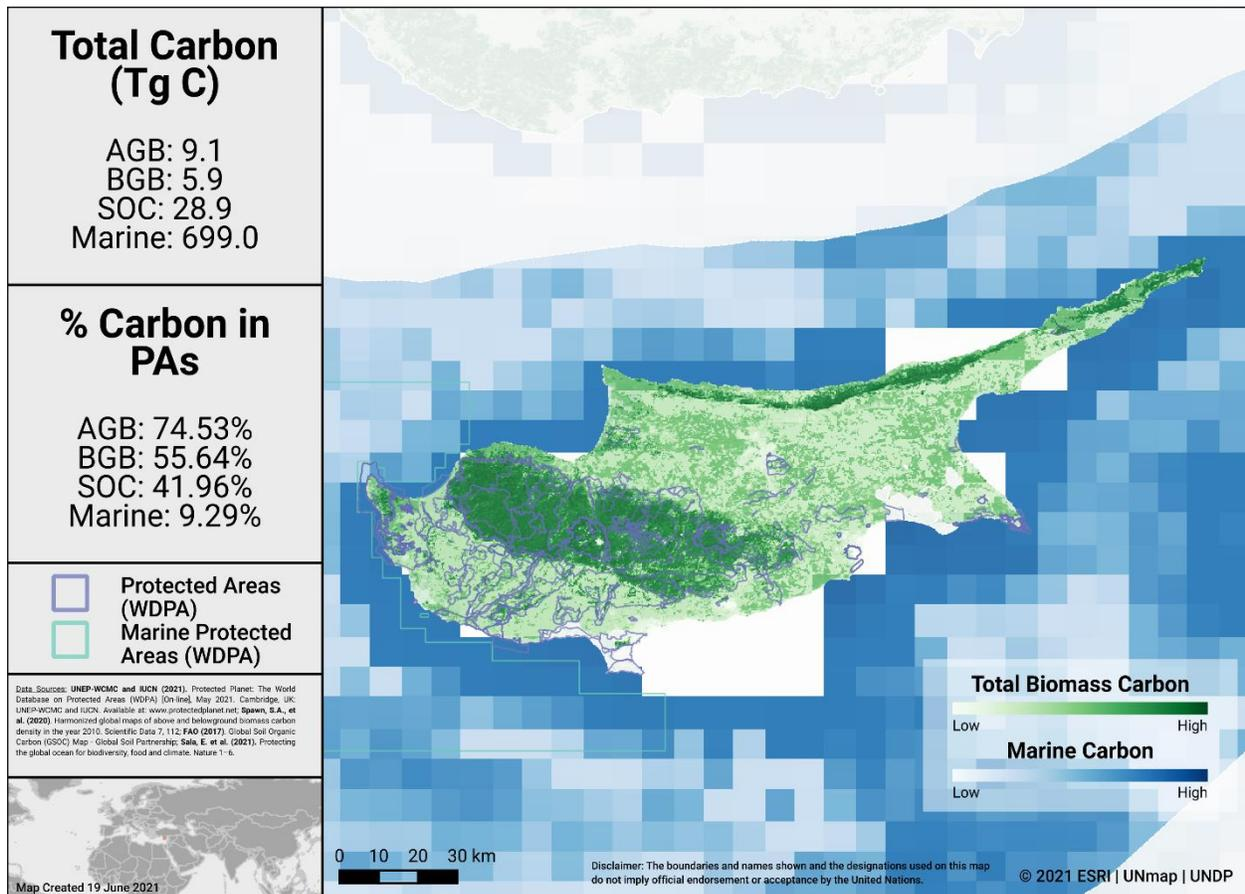 Total Carbon
(Tg C)
AGB: 9.1
BGB: 5.9
SOC: 28.9
Marine: 699.0
% Carbon in
PAs
AGB: 74.53%
BGB: 55.64%
SOC: 41.96%
Marine: 9.29%
Protected Areas
(WDPA)
Marine Protected
Areas (WDPA)
Data Sources: UNEP-WCMC and IUCN (2021). Protected Planet: The World
Database on Protected Areas (WDPA) [On-line], May 2021. Cambridge, UK:
UNEP-WCMC and IUCN. Available at: www.protectedplanet.net; Spawn, S.A., et
al. (2020). Harmonized global maps of above and belowground biomass carbon
density in the year 2010. Scientific Data 7, 112; FAO (2017). Global Soil Organic
Carbon (GSOC) Map - Global Soil Partnership; Sala, E. et al. (2021). Protecting
the global ocean for biodiversity, food and climate. Nature 1-6.
Map Created 19 June 2021
0 10 20 30 km
Disclaimer: The boundaries and names shown and the designations used on this map
do not imply official endorsement or acceptance by the United Nations.
Total Biomass Carbon
Low High
Marine Carbon
Low High
© 2021 ESRI | UNmap | UNDP